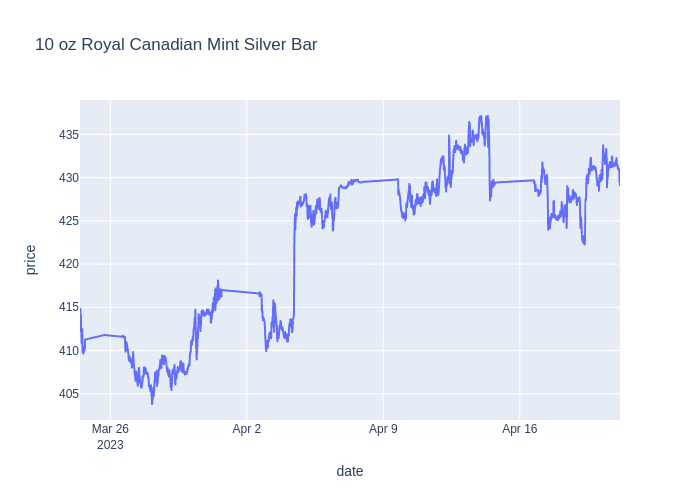 10 oz Royal Canadian Mint Silver Bar
435
430
425
420
415
410
405
price
Mar 26
2023
Apr 2
Apr 9
Apr 16
date